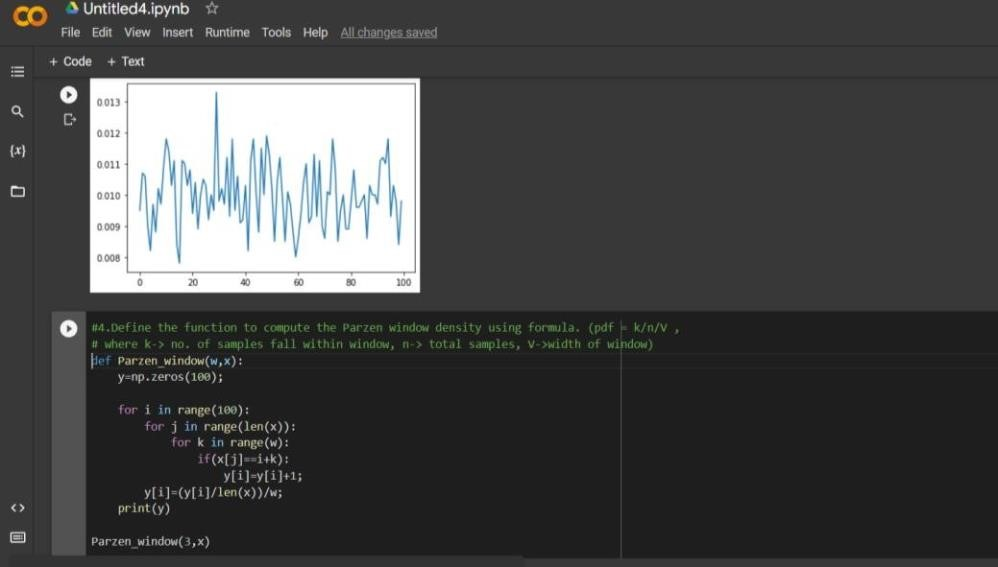 CO Untitled4.ipynb
File Edit View Insert Runtime Tools Help All changes saved
+ Code + Text
{x}
0.013
0.012
0.011
0.010
0.009
0.008
0 20 40 60 80 100
#4.Define the function to compute the Parzen window density using formula. (pdf = k/n/V ,
# where k-> no. of samples fall within window, n-> total samples, V->width of window)
def Parzen_window(w,x):
y=np.zeros(100);
for i in range(100):
for j in range(len(x)):
for k in range(w):
if(x[j]==i+k):
y[i]=y[i]+1;
y[i]=(y[i]/len(x))/w;
print(y)
Parzen_window(3,x)